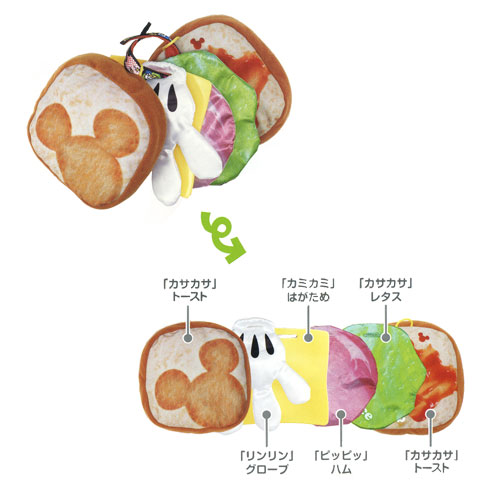 「カサカサ」
トースト
「カミカミ」
はがため
「カサカサ」
レタス
「リンリン」
グローブ
「ピッピッ」
ハム
「カサカサ」
トースト